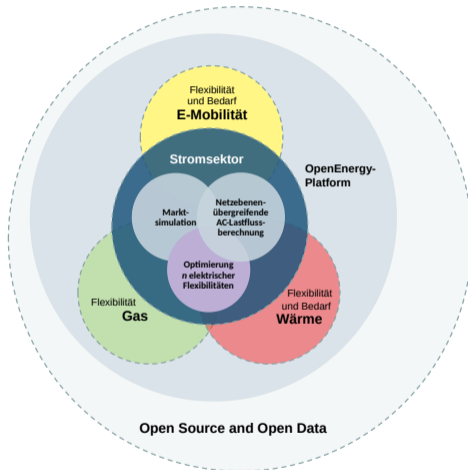 Flexibilität
und Bedarf
E-Mobilität
Stromsektor
OpenEnergy-
Platform
Markt-
simulation
Netzebenen-
übergreifende
AC-Lastfluss-
berechnung
Optimierung
n elektrischer
Flexibilitäten
Flexibilität
Gas
Flexibilität
und Bedarf
Wärme
Open Source and Open Data